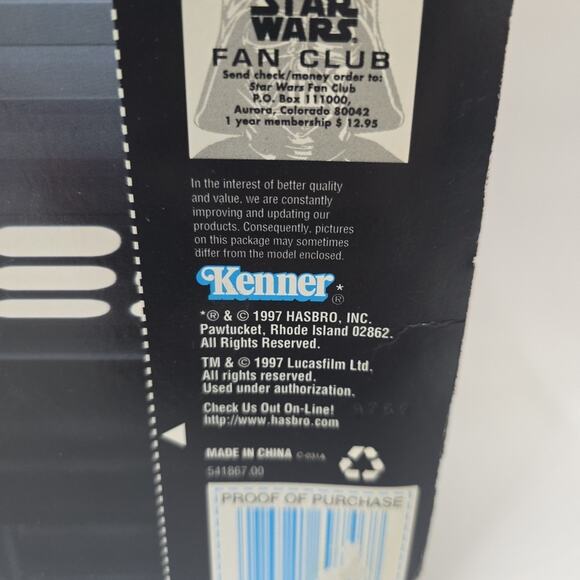 STAR
WARS
FAN CLUB
Send check/money order to:
Star Wars Fan Club
P.O. Box 111000,
Aurora, Colorado 80042
1 year membership $ 12.95
In the interest of better quality
and value, we are constantly
improving and updating our
products. Consequently, pictures
on this package may sometimes
differ from the model enclosed.
Kenner*®
*® & © 1997 HASBRO, INC.
Pawtucket, Rhode Island 02862.
All Rights Reserved.
TM & © 1997 Lucasfilm Ltd.
All rights reserved.
Used under authorization.
Check Us Out On-Line!
http://www.hasbro.com
MADE IN CHINA C-031A
541867.00
PROOF OF PURCHASE